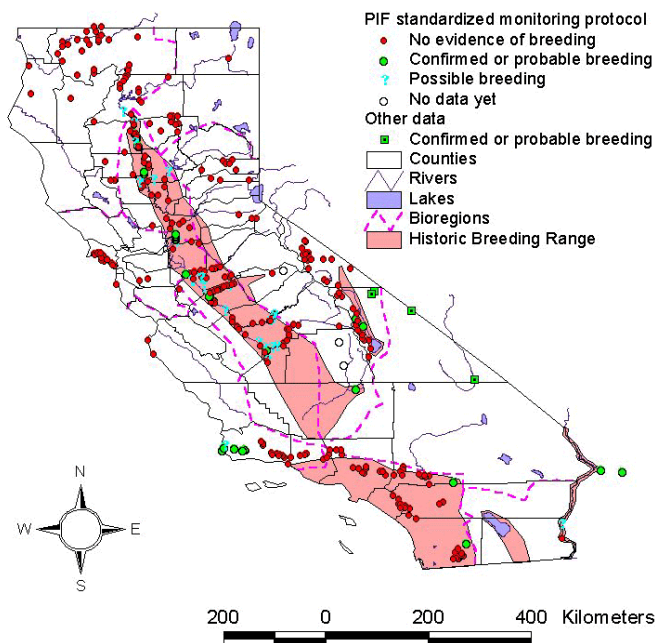 PIF standardized monitoring protocol
No evidence of breeding
Confirmed or probable breeding
? Possible breeding
No data yet
Other data
Confirmed or probable breeding
Counties
Rivers
Lakes
Bioregions
Historic Breeding Range
N
W E
S
200 0 200 400 Kilometers